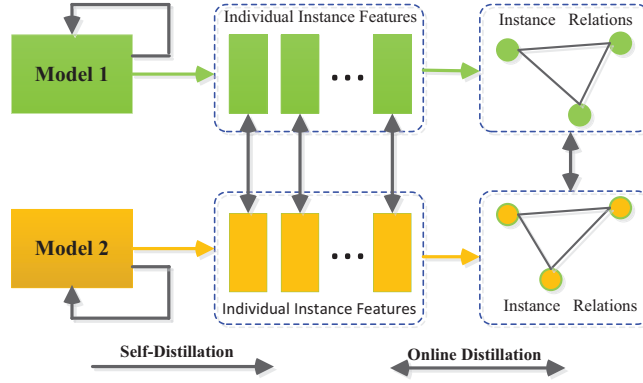 Individual Instance Features
Instance Relations
Model 1
...
Model 2
...
Individual Instance Features
Instance Relations
Self-Distillation
Online Distillation